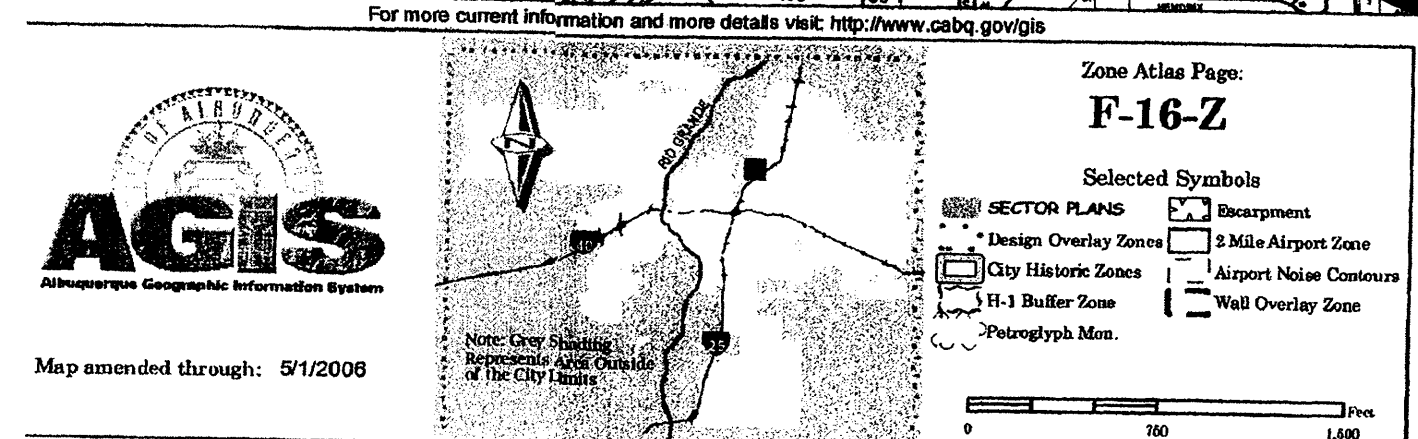 For more current information and more details visit: http://www.cabq.gov/gis
OF ALBUQUERQ
AGIS
Albuquerque Geographic Information System
Map amended through: 5/1/2006
N
RIO GRANDE
40
25
Note: Grey Shading
Represents Area Outside
of the City Limits
Zone Atlas Page:
F-16-Z
Selected Symbols
SECTOR PLANS
Design Overlay Zones
City Historic Zones
H-1 Buffer Zone
Petroglyph Mon.
Escarpment
2 Mile Airport Zone
Airport Noise Contours
Wall Overlay Zone
Feet
0 750 1,500